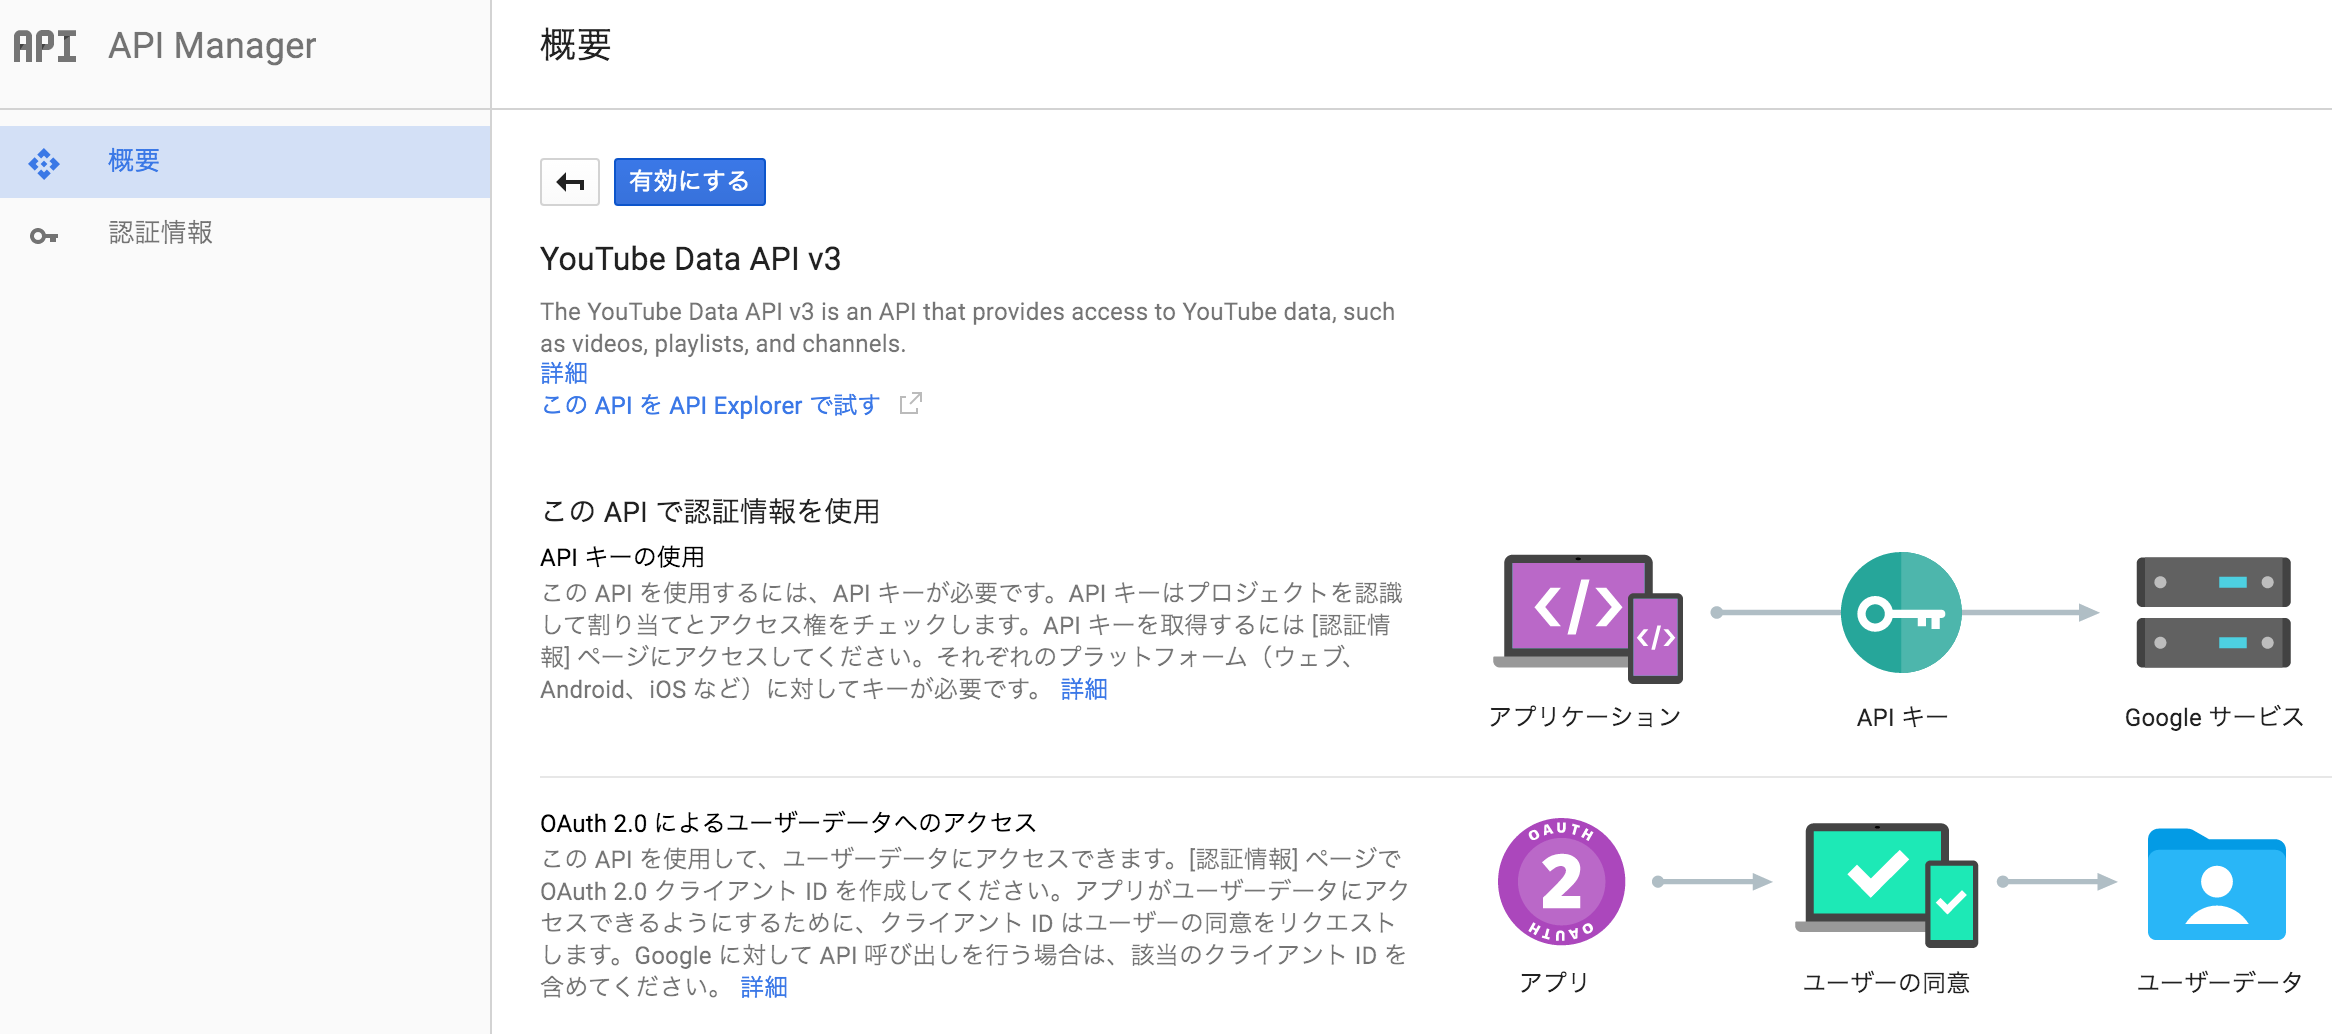 API API Manager
概要
概要
認証情報
有効にする
YouTube Data API v3
The YouTube Data API v3 is an API that provides access to YouTube data, such
as videos, playlists, and channels.
詳細
この API を API Explorer で試す
この API で認証情報を使用
API キーの使用
この API を使用するには、API キーが必要です。API キーはプロジェクトを認識
して割り当てとアクセス権をチェックします。API キーを取得するには [認証情
報] ページにアクセスしてください。それぞれのプラットフォーム（ウェブ、
Android、iOS など）に対してキーが必要です。 詳細
</>
</>
アプリケーション
API キー
Google サービス
OAuth 2.0 によるユーザーデータへのアクセス
この API を使用して、ユーザーデータにアクセスできます。[認証情報] ページで
OAuth 2.0 クライアント ID を作成してください。アプリがユーザーデータにアク
セスできるようにするために、クライアント ID はユーザーの同意をリクエスト
します。Google に対して API 呼び出しを行う場合は、該当のクライアント ID を
含めてください。 詳細
OAUTH
2
OAUTH
アプリ
ユーザーの同意
ユーザーデータ